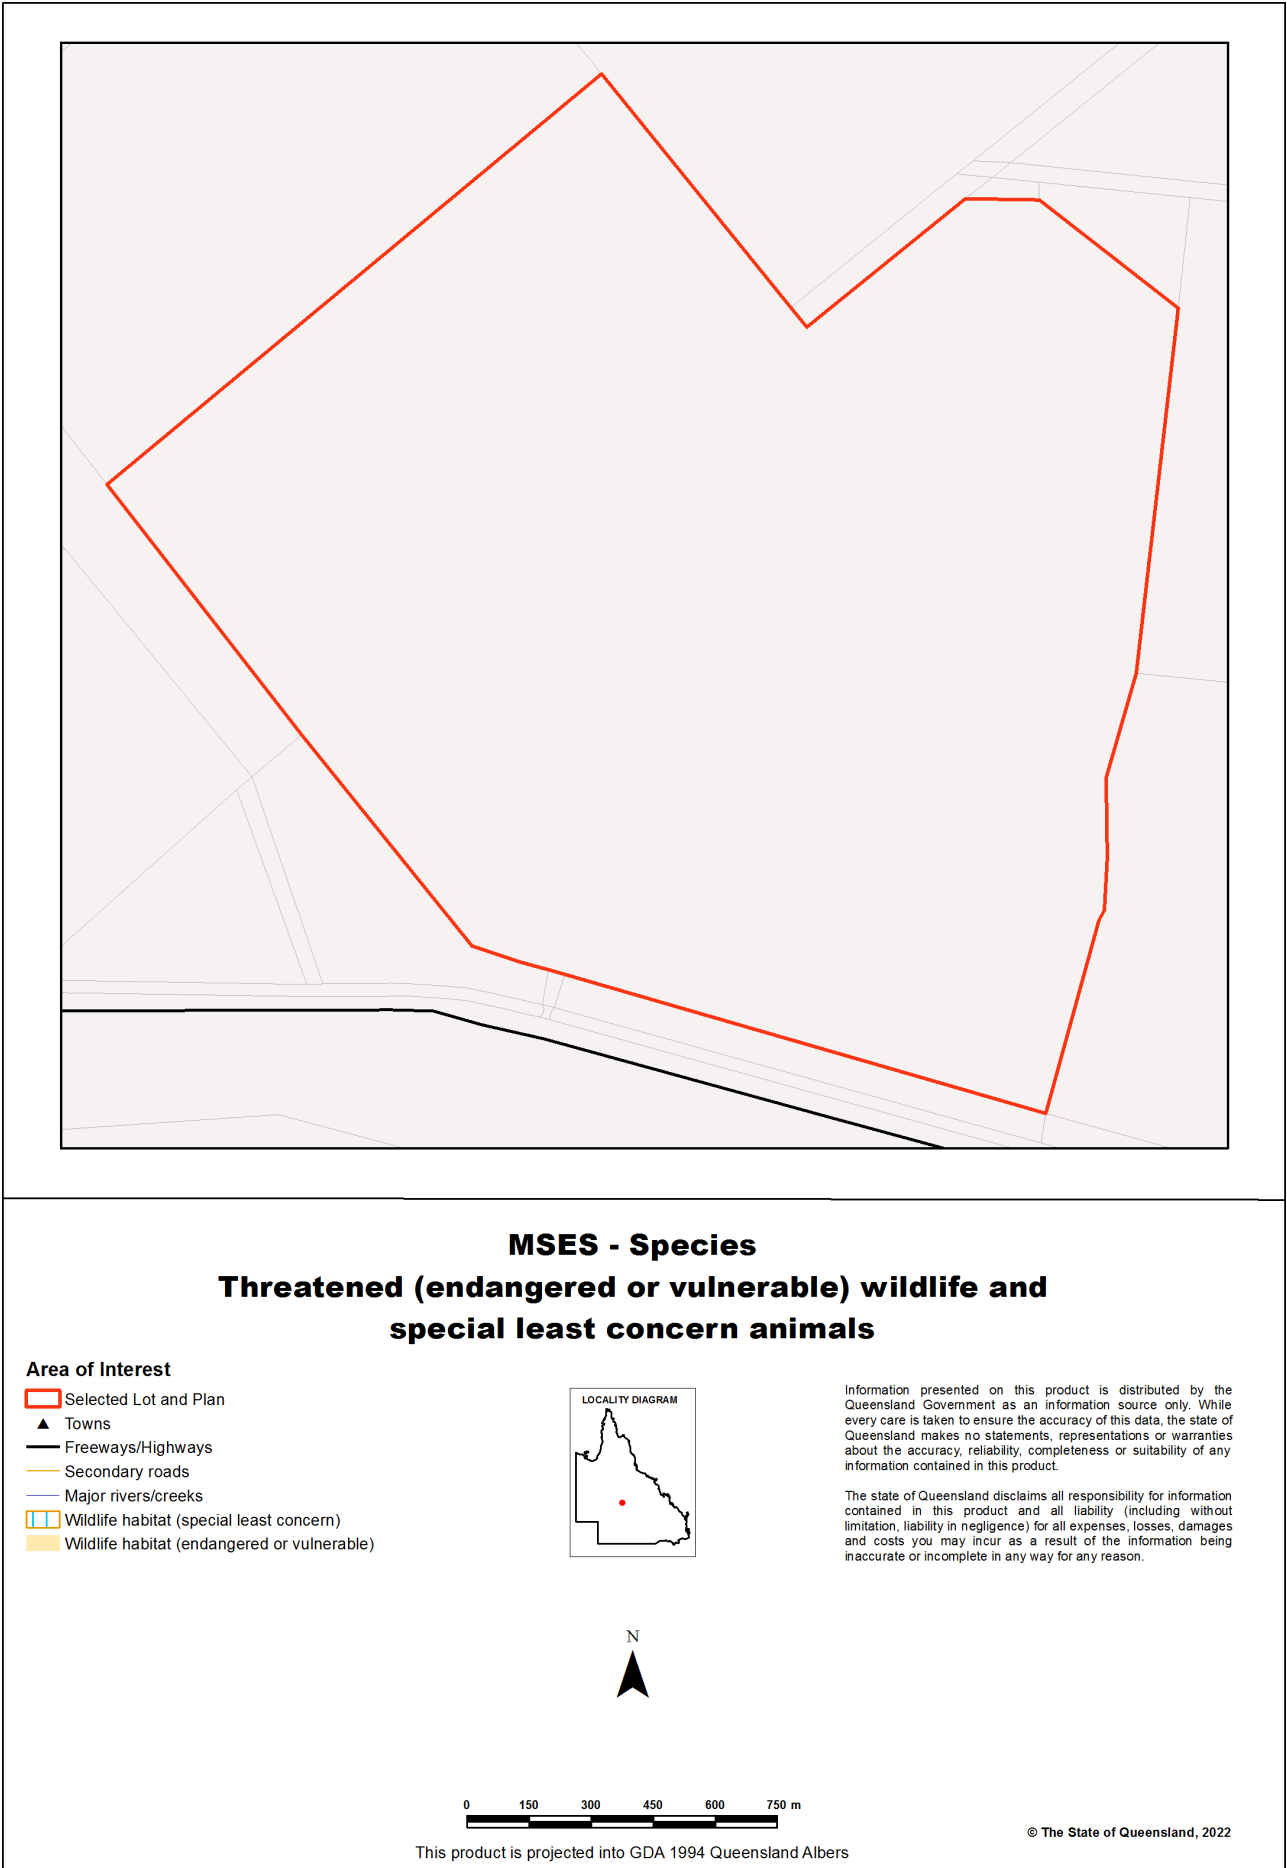 MSES - Species
Threatened (endangered or vulnerable) wildlife and
special least concern animals
Area of Interest
Selected Lot and Plan
Towns
Freeways/Highways
Secondary roads
Major rivers/creeks
Wildlife habitat (special least concern)
Wildlife habitat (endangered or vulnerable)
LOCALITY DIAGRAM
Information presented on this product is distributed by the
Queensland Government as an information source only. While
every care is taken to ensure the accuracy of this data, the state of
Queensland makes no statements, representations or warranties
about the accuracy, reliability, completeness or suitability of any
information contained in this product.
The state of Queensland disclaims all responsibility for information
contained in this product and all liability (including without
limitation, liability in negligence) for all expenses, losses, damages
and costs you may incur as a result of the information being
inaccurate or incomplete in any way for any reason.
N
0 150 300 450 600 750 m
This product is projected into GDA 1994 Queensland Albers
© The State of Queensland, 2022